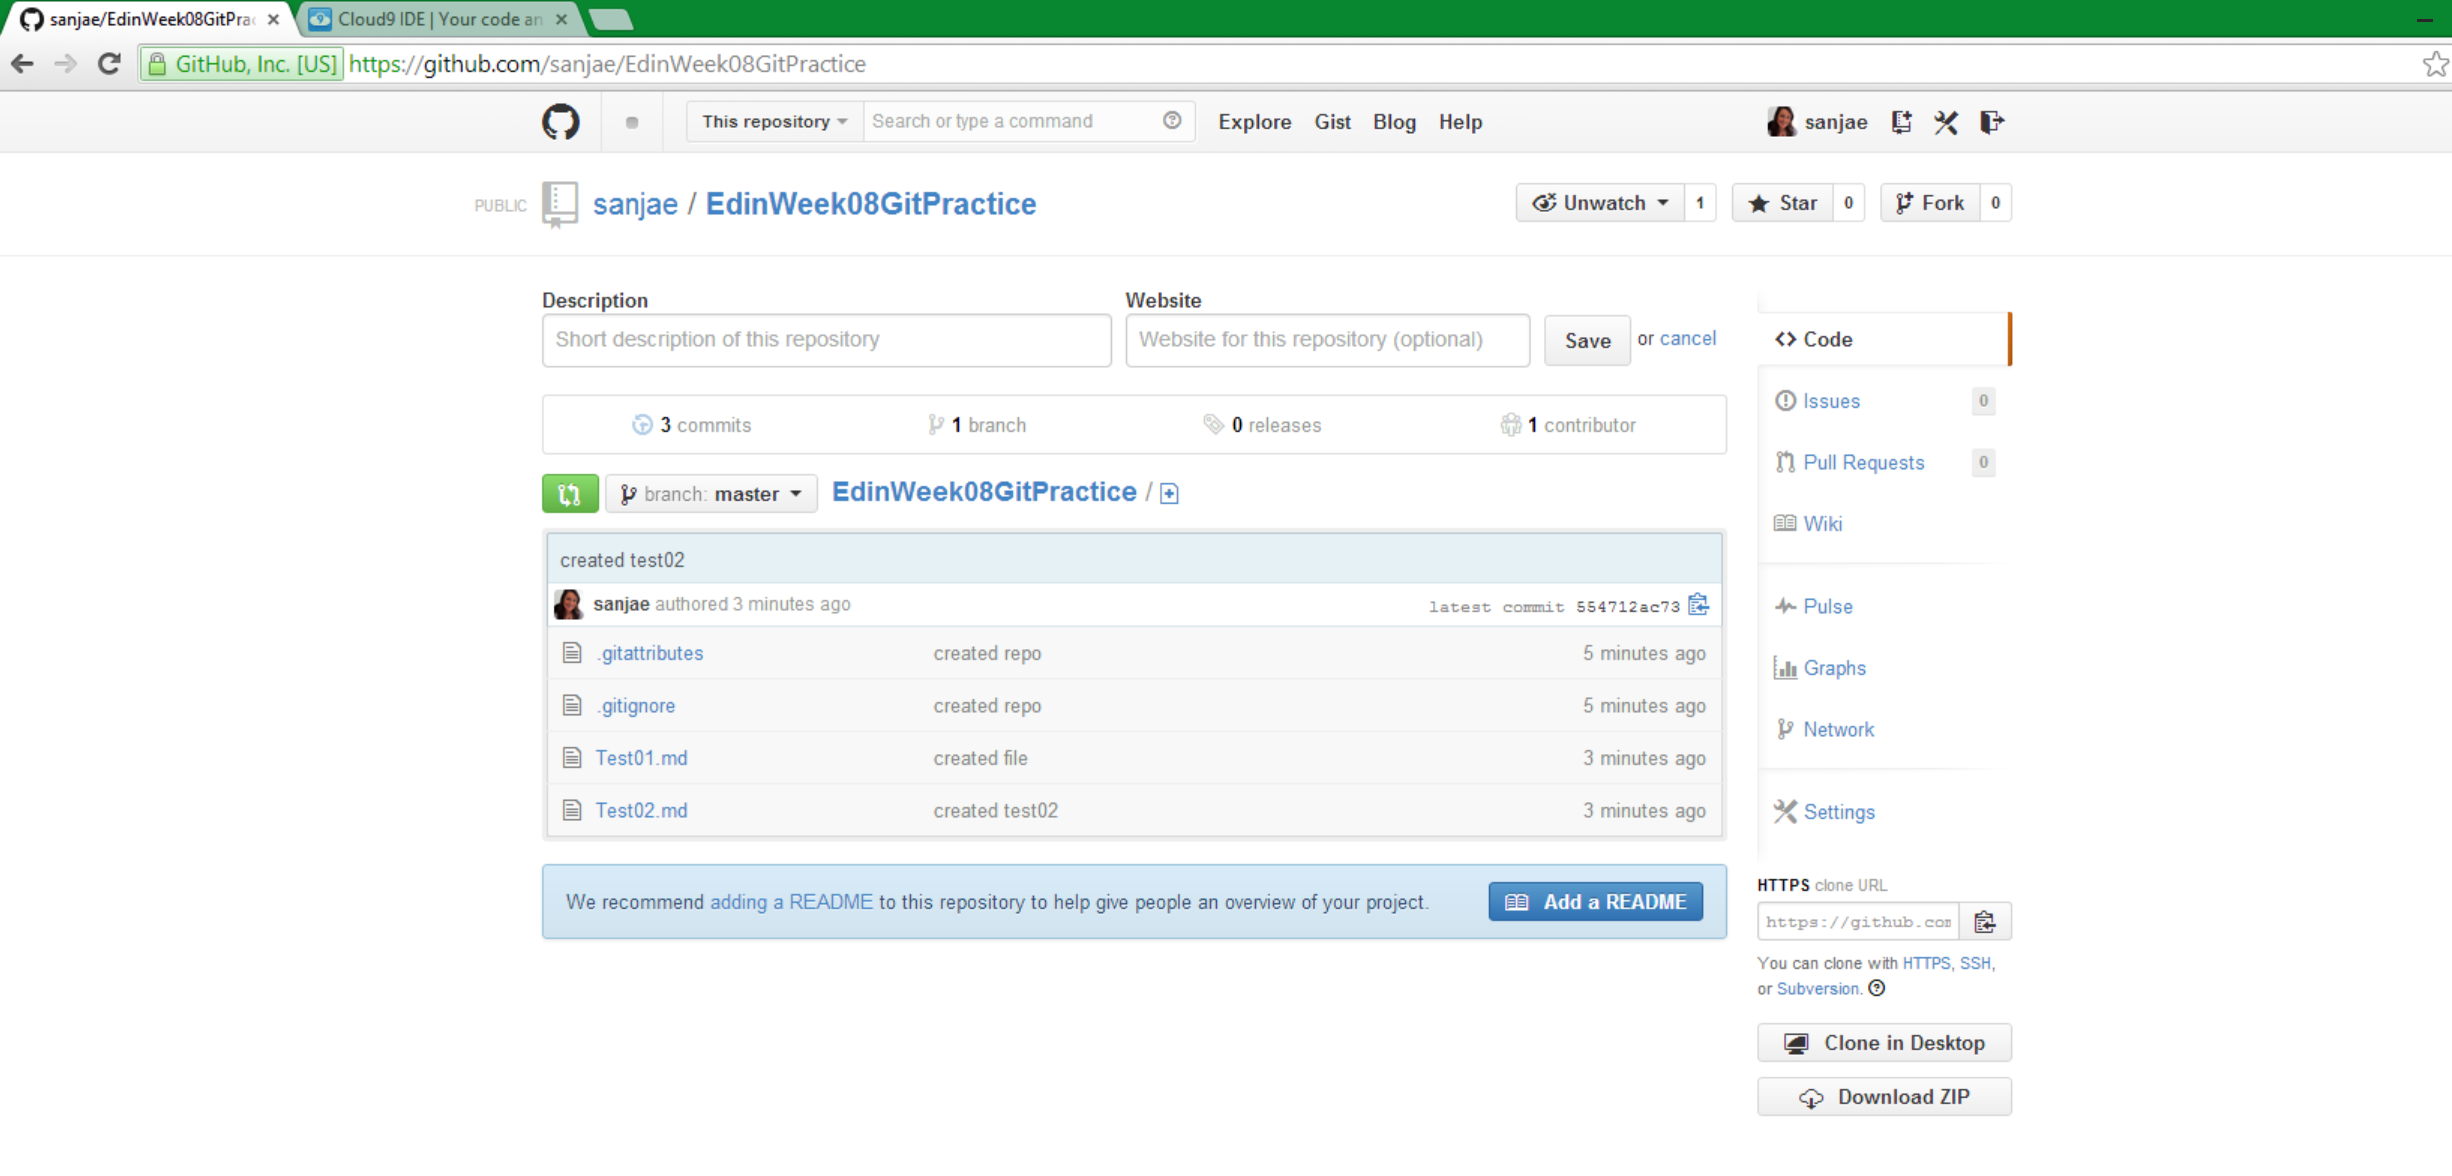 sanjae/EdinWeek08GitPrac
Cloud9 IDE | Your code an
GitHub, Inc. [US] https://github.com/sanjae/EdinWeek08GitPractice
This repository Search or type a command Explore Gist Blog Help sanjae
PUBLIC sanjae / EdinWeek08GitPractice Unwatch 1 Star 0 Fork 0
Description Website
Short description of this repository Website for this repository (optional) Save or cancel
3 commits 1 branch 0 releases 1 contributor
branch: master EdinWeek08GitPractice /
created test02
sanjae authored 3 minutes ago latest commit 554712ac73
.gitattributes created repo 5 minutes ago
.gitignore created repo 5 minutes ago
Test01.md created file 3 minutes ago
Test02.md created test02 3 minutes ago
We recommend adding a README to this repository to help give people an overview of your project. Add a README
Code
Issues 0
Pull Requests 0
Wiki
Pulse
Graphs
Network
Settings
HTTPS clone URL
https://github.com
You can clone with HTTPS, SSH,
or Subversion.
Clone in Desktop
Download ZIP